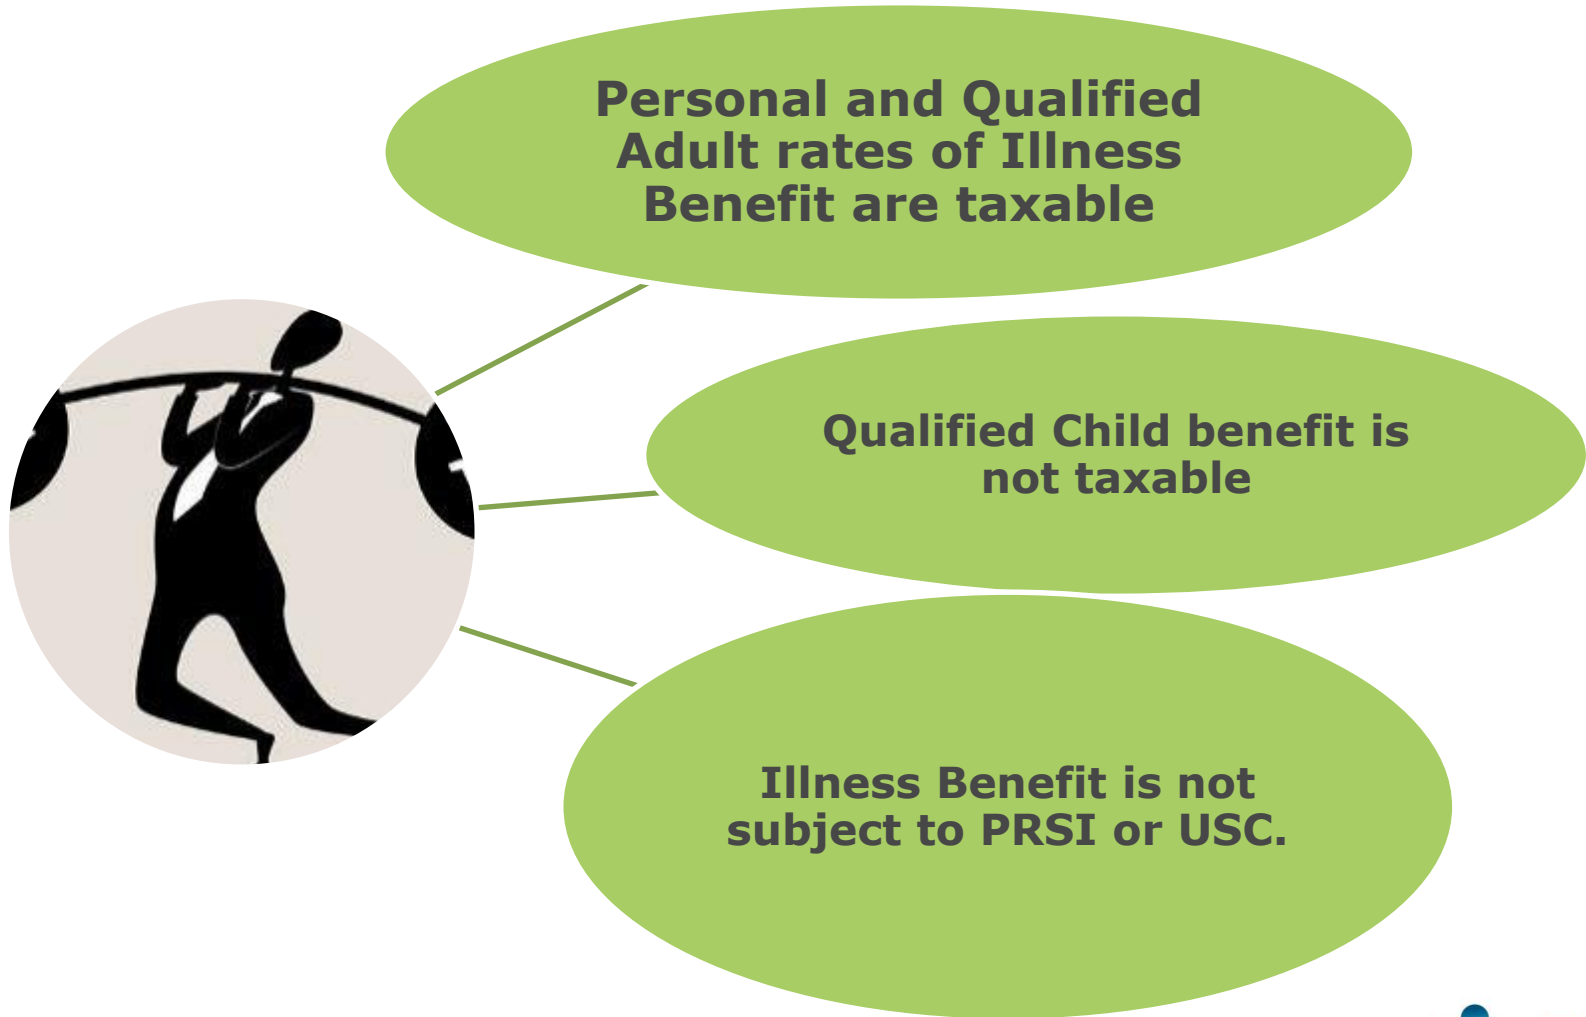 Personal and Qualified
Adult rates of Illness
Benefit are taxable
Qualified Child benefit is
not taxable
Illness Benefit is not
subject to PRSI or USC.